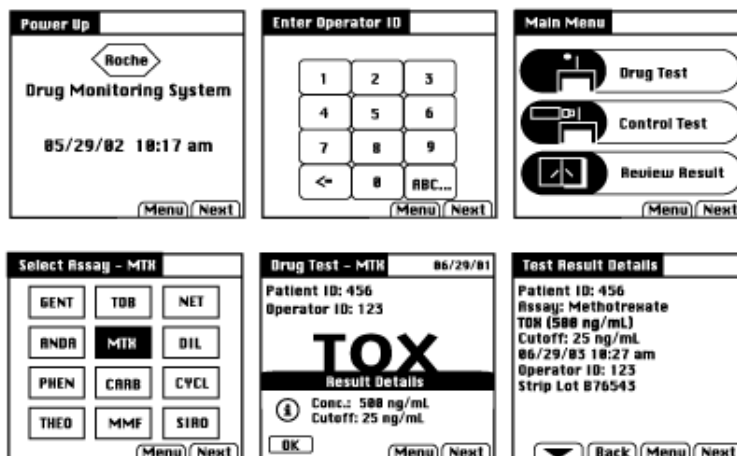 Power Up
Roche
Drug Monitoring System
05/29/02 10:17 am
Menu Next
Enter Operator ID
1 2 3
4 5 6
7 8 9
<- 0 ABC...
Menu Next
Main Menu
Drug Test
Control Test
Review Result
Menu Next
Select Assay - MTX
GENT TOB NET
ANDA MTX DIL
PHEN CARB CYCL
THEO MMF SIRO
Menu Next
Drug Test - MTX 06/29/01
Patient ID: 456
Operator ID: 123
TOX
Result Details
i Conc.: 500 ng/mL
Cutoff: 25 ng/mL
OK
Menu Next
Test Result Details
Patient ID: 456
Assay: Methotrexate
TOX (500 ng/mL)
Cutoff: 25 ng/mL
06/29/03 10:27 am
Operator ID: 123
Strip Lot B76543
Back Menu Next